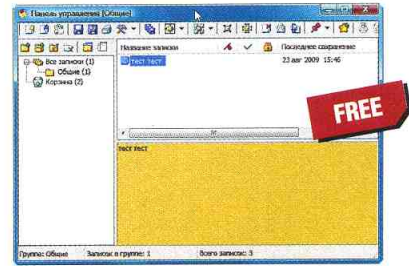 Панель управления [Общие]
Название записки
Последнее сохранение
Все записки (1)
Общие (1)
Корзина (2)
тест тест
23 авг 2009 15:46
FREE
тест тест
Группа: Общие
Записок в группе: 1
Всего записок: 3